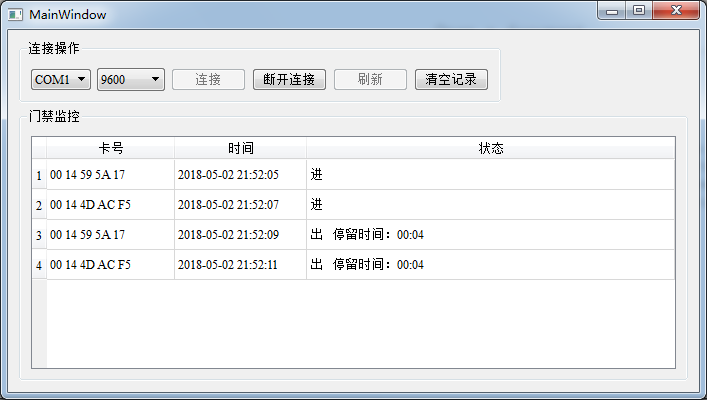 MainWindow
连接操作
COM1 9600 连接 断开连接 刷新 清空记录
门禁监控
卡号 时间 状态
1 00 14 59 5A 17 2018-05-02 21:52:05 进
2 00 14 4D AC F5 2018-05-02 21:52:07 进
3 00 14 59 5A 17 2018-05-02 21:52:09 出 停留时间：00:04
4 00 14 4D AC F5 2018-05-02 21:52:11 出 停留时间：00:04